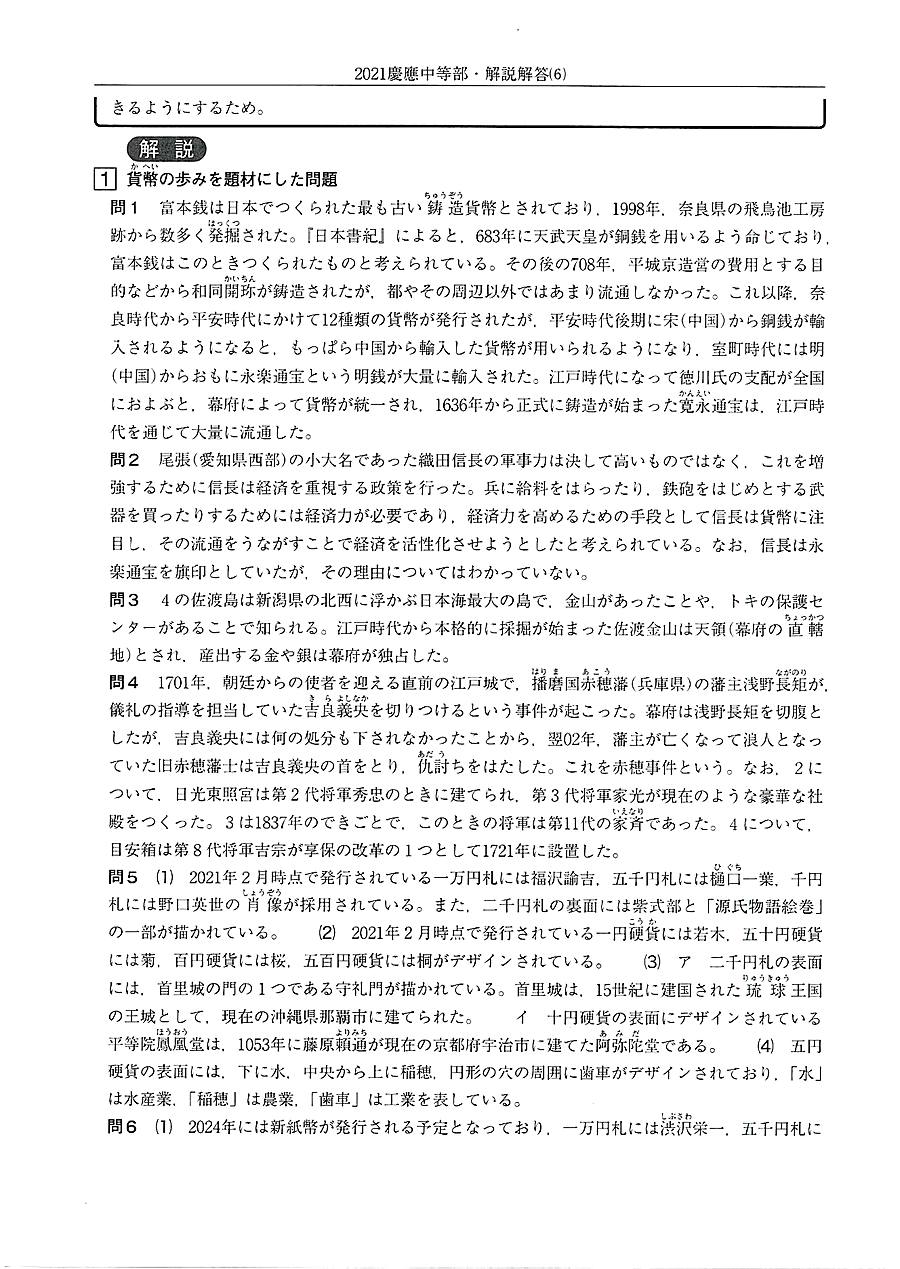 2021慶應中等部・解説解答(6)
きるようにするため。
解 説
1 貨幣の歩みを題材にした問題
問1 富本銭は日本でつくられた最も古い鋳造貨幣とされており，1998年，奈良県の飛鳥池工房
跡から数多く発掘された。『日本書紀』によると，683年に天武天皇が銅銭を用いるよう命じており，
富本銭はこのときつくられたものと考えられている。その後の708年，平城京造営の費用とする目
的などから和同開珎が鋳造されたが，都やその周辺以外ではあまり流通しなかった。これ以降，奈
良時代から平安時代にかけて12種類の貨幣が発行されたが，平安時代後期に宋(中国)から銅銭が輸
入されるようになると，もっぱら中国から輸入した貨幣が用いられるようになり，室町時代には明
(中国)からおもに永楽通宝という明銭が大量に輸入された。江戸時代になって徳川氏の支配が全国
におよぶと，幕府によって貨幣が統一され，1636年から正式に鋳造が始まった寛永通宝は，江戸時
代を通じて大量に流通した。
問2 尾張(愛知県西部)の小大名であった織田信長の軍事力は決して高いものではなく，これを増
強するために信長は経済を重視する政策を行った。兵に給料をはらったり，鉄砲をはじめとする武
器を買ったりするためには経済力が必要であり，経済力を高めるための手段として信長は貨幣に注
目し，その流通をうながすことで経済を活性化させようとしたと考えられている。なお，信長は永
楽通宝を旗印としていたが，その理由についてはわかっていない。
問3 4の佐渡島は新潟県の北西に浮かぶ日本海最大の島で，金山があったことや，トキの保護セ
ンターがあることで知られる。江戸時代から本格的に採掘が始まった佐渡金山は天領(幕府の直轄
地)とされ，産出する金や銀は幕府が独占した。
問4 1701年，朝廷からの使者を迎える直前の江戸城で，播磨国赤穂藩(兵庫県)の藩主浅野長矩が，
儀礼の指導を担当していた吉良義央を切りつけるという事件が起こった。幕府は浅野長矩を切腹と
したが，吉良義央には何の処分も下されなかったことから，翌02年，藩主が亡くなって浪人となっ
ていた旧赤穂藩士は吉良義央の首をとり，仇討ちをはたした。これを赤穂事件という。なお，2に
ついて，日光東照宮は第2代将軍秀忠のときに建てられ，第3代将軍家光が現在のような豪華な社
殿をつくった。3は1837年のできごとで，このときの将軍は第11代の家斉であった。4について，
目安箱は第8代将軍吉宗が享保の改革の1つとして1721年に設置した。
問5 (1) 2021年2月時点で発行されている一万円札には福沢諭吉，五千円札には樋口一葉，千円
札には野口英世の肖像が採用されている。また，二千円札の裏面には紫式部と「源氏物語絵巻」
の一部が描かれている。 (2) 2021年2月時点で発行されている一円硬貨には若木，五十円硬貨
には菊，百円硬貨には桜，五百円硬貨には桐がデザインされている。 (3) ア 二千円札の表面
には，首里城の門の1つである守礼門が描かれている。首里城は，15世紀に建国された琉球王国
の王城として，現在の沖縄県那覇市に建てられた。 イ 十円硬貨の表面にデザインされている
平等院鳳凰堂は，1053年に藤原頼通が現在の京都府宇治市に建てた阿弥陀堂である。 (4) 五円
硬貨の表面には，下に水，中央から上に稲穂，円形の穴の周囲に歯車がデザインされており，「水」
は水産業，「稲穂」は農業，「歯車」は工業を表している。
問6 (1) 2024年には新紙幣が発行される予定となっており，一万円札には渋沢栄一，五千円札に